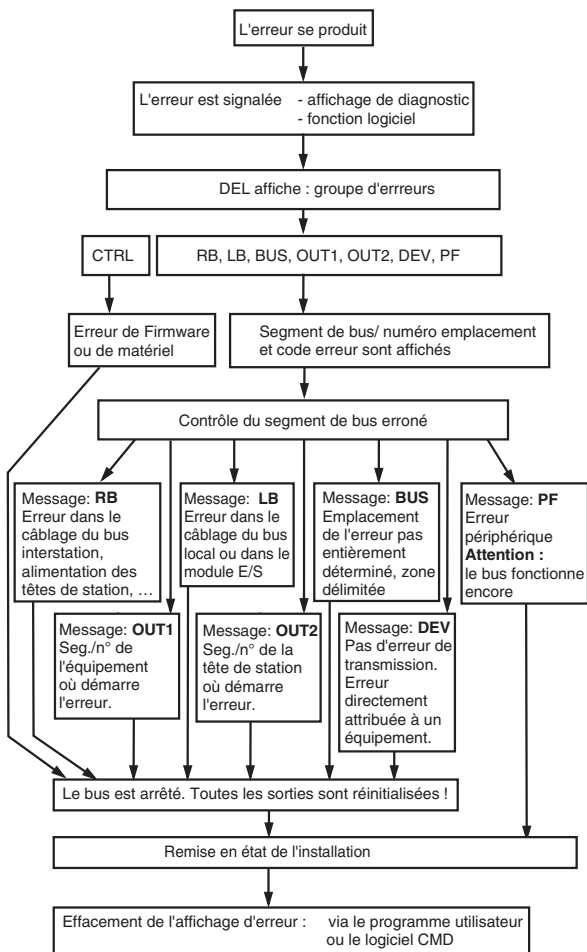 L'erreur se produit
L'erreur est signalée - affichage de diagnostic
- fonction logiciel
DEL affiche : groupe d'errreurs
CTRL
RB, LB, BUS, OUT1, OUT2, DEV, PF
Erreur de Firmware
ou de matériel
Segment de bus/ numéro emplacement
et code erreur sont affichés
Contrôle du segment de bus erroné
Message: RB
Erreur dans le
câblage du bus
interstation,
alimentation des
têtes de station, …
Message: LB
Erreur dans le
câblage du bus
local ou dans le
module E/S
Message: BUS
Emplacement
de l'erreur pas
entièrement
déterminé, zone
délimitée
Message: PF
Erreur
périphérique
Attention :
le bus fonctionne
encore
Message: OUT1
Seg./n° de
l'équipement
où démarre
l'erreur.
Message: OUT2
Seg./n° de la
tête de station
où démarre
l'erreur.
Message: DEV
Pas d'erreur de
transmission.
Erreur
directement
attribuée à un
équipement.
Le bus est arrêté. Toutes les sorties sont réinitialisées !
Remise en état de l'installation
Effacement de l'affichage d'erreur : via le programme utilisateur
ou le logiciel CMD